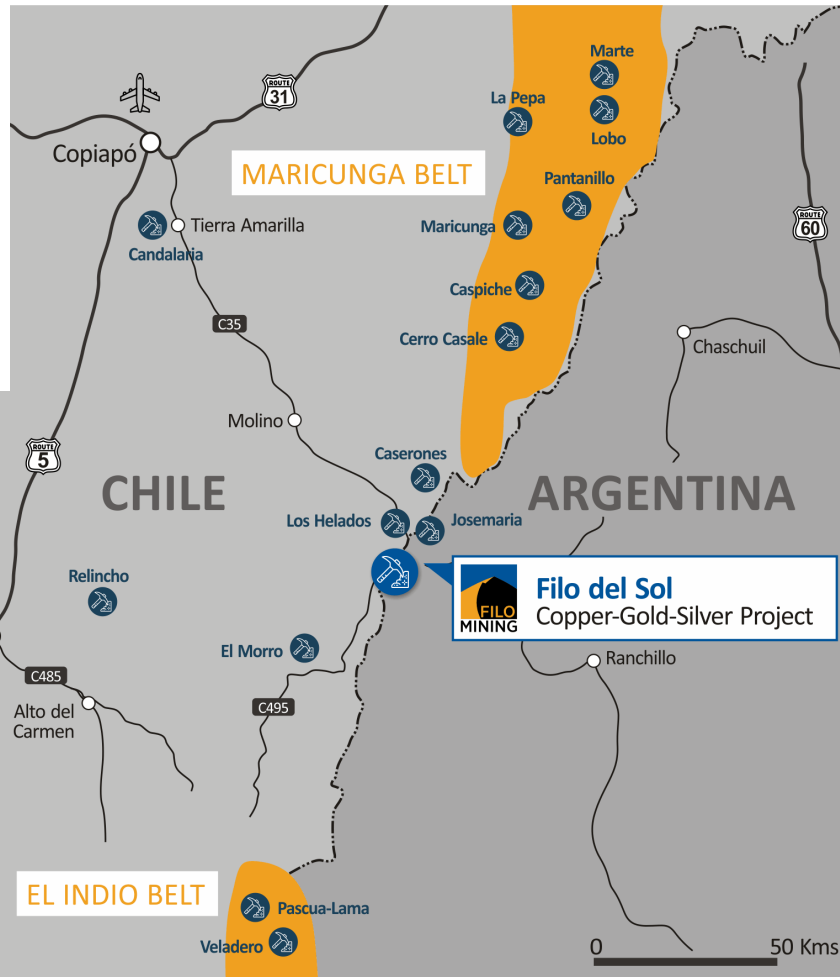 Marte
ROUTE
31
La Pepa
Lobo
Copiapó
MARICUNGA BELT
Pantanillo
ROUTE
60
Tierra Amarilla
Maricunga
Candalaria
Caspiche
C35
Cerro Casale
Chaschuil
Molino
ROUTE
5
Caserones
CHILE
ARGENTINA
Los Helados
Josemaria
Relincho
FILO
MINING
Filo del Sol
Copper-Gold-Silver Project
El Morro
Ranchillo
C485
C495
Alto del
Carmen
EL INDIO BELT
Pascua-Lama
Veladero
0
50 Kms